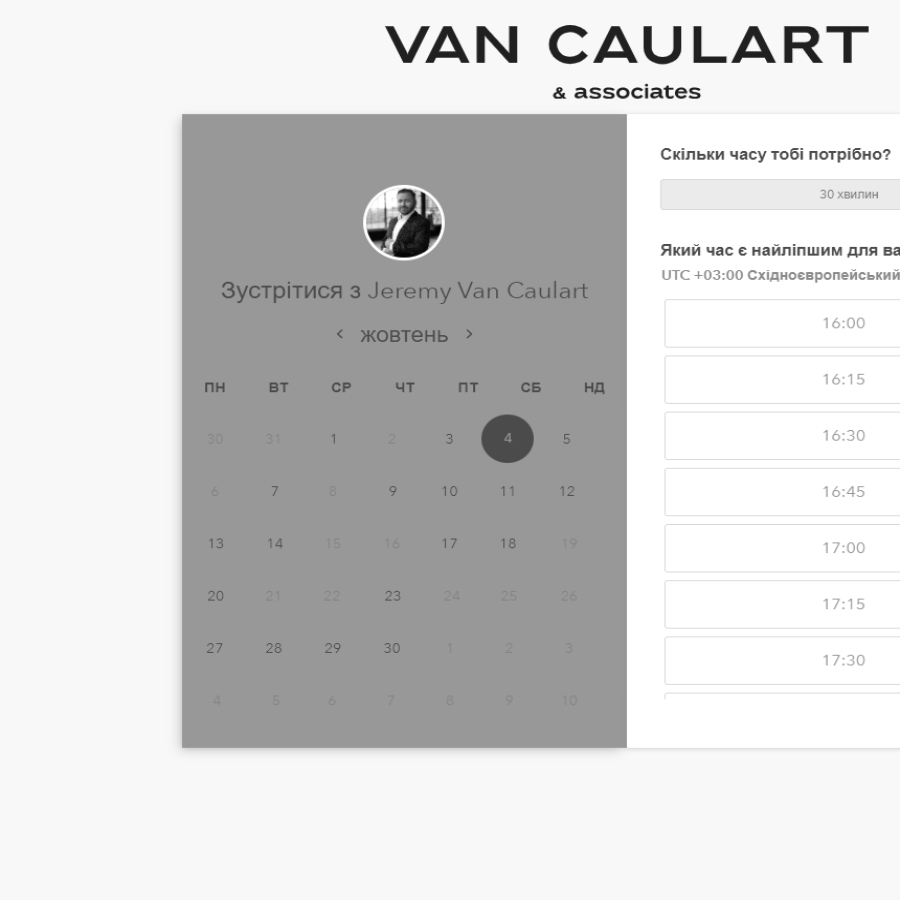 VAN CAULART
& associates
Зустрітися з Jeremy Van Caulart
< жовтень >
ПН ВТ СР ЧТ ПТ СБ НД
30 31 1 2 3 4 5
6 7 8 9 10 11 12
13 14 15 16 17 18 19
20 21 22 23 24 25 26
27 28 29 30 1 2 3
4 5 6 7 8 9 10
Скільки часу тобі потрібно?
30 хвилин
Який час є найліпшим для ва
UTC +03:00 Східноєвропейський
16:00
16:15
16:30
16:45
17:00
17:15
17:30